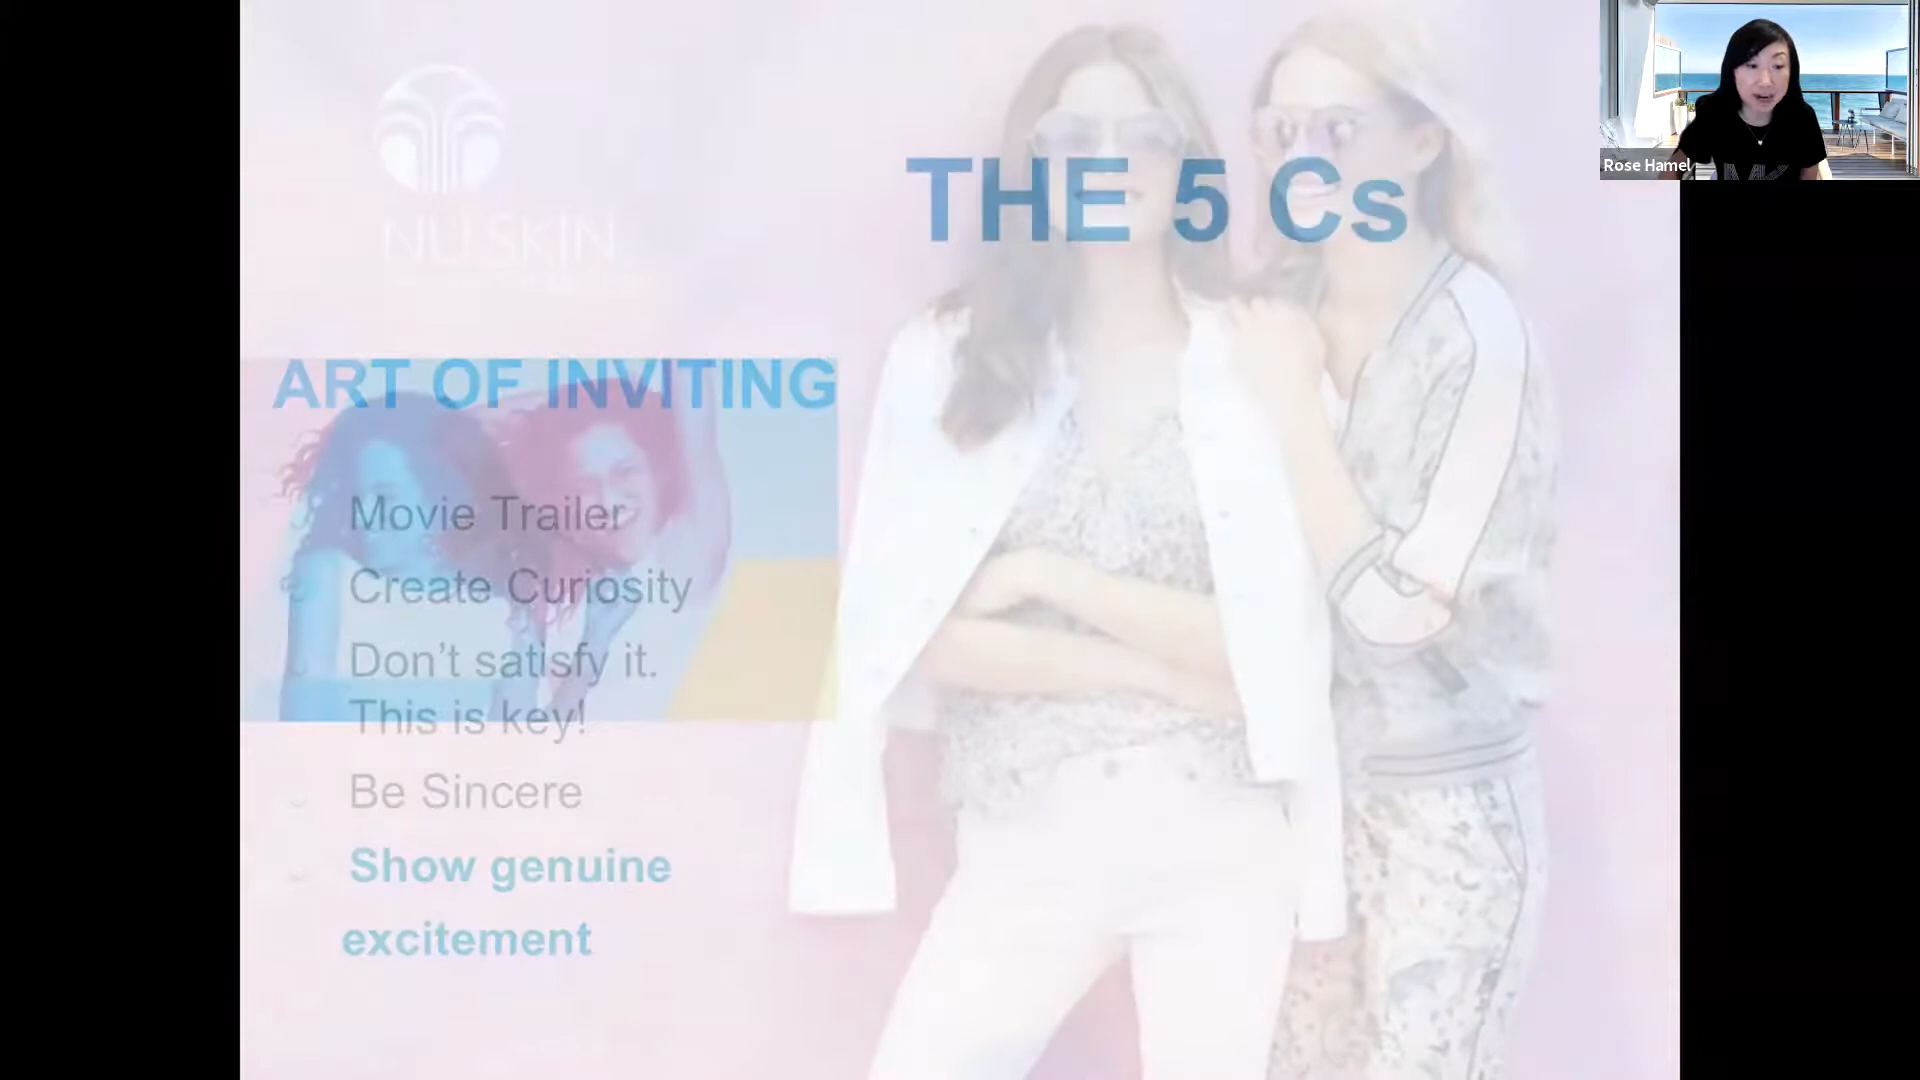 NU SKIN
THE 5 Cs
Rose Hamel
ART OF INVITING
Movie Trailer
Create Curiosity
Don’t satisfy it.
This is key!
Be Sincere
Show genuine
excitement